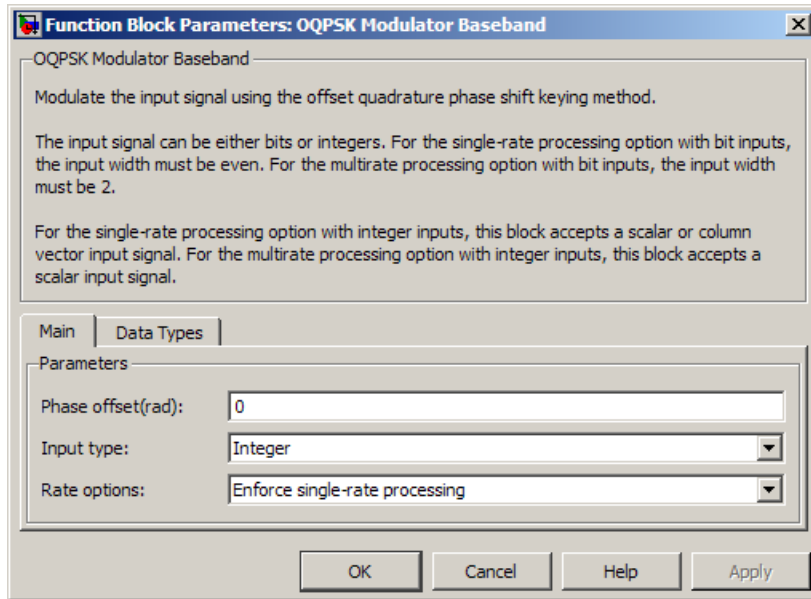 Function Block Parameters: OQPSK Modulator Baseband
OQPSK Modulator Baseband
Modulate the input signal using the offset quadrature phase shift keying method.
The input signal can be either bits or integers. For the single-rate processing option with bit inputs,
the input width must be even. For the multirate processing option with bit inputs, the input width
must be 2.
For the single-rate processing option with integer inputs, this block accepts a scalar or column
vector input signal. For the multirate processing option with integer inputs, this block accepts a
scalar input signal.
Main Data Types
Parameters
Phase offset(rad): 0
Input type: Integer
Rate options: Enforce single-rate processing
OK Cancel Help Apply